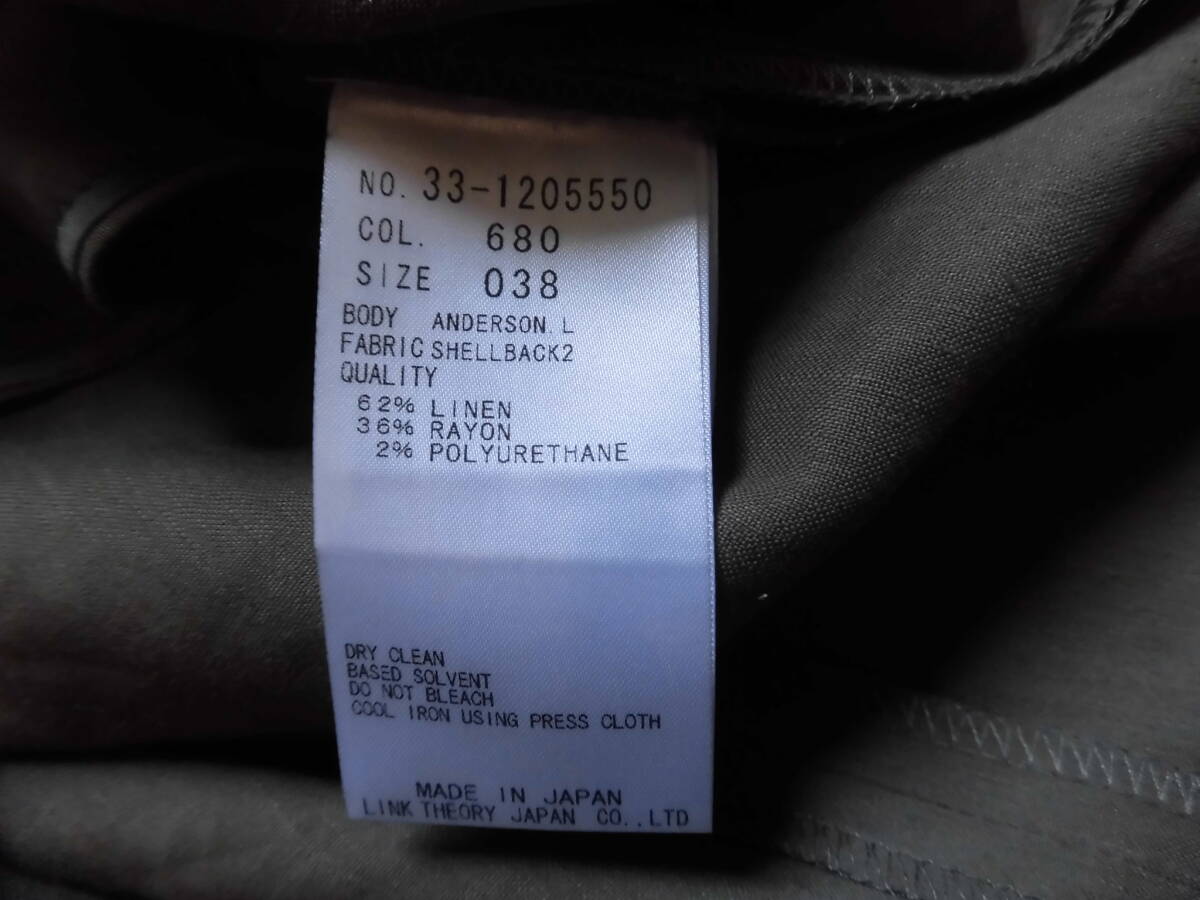 NO. 33-1205550
COL. 680
SIZE 038
BODY ANDERSON.L
FABRIC SHELLBACK2
QUALITY
62% LINEN
36% RAYON
2% POLYURETHANE
DRY CLEAN
BASED SOLVENT
DO NOT BLEACH
COOL IRON USING PRESS CLOTH
MADE IN JAPAN
LINK THEORY JAPAN CO.,LTD